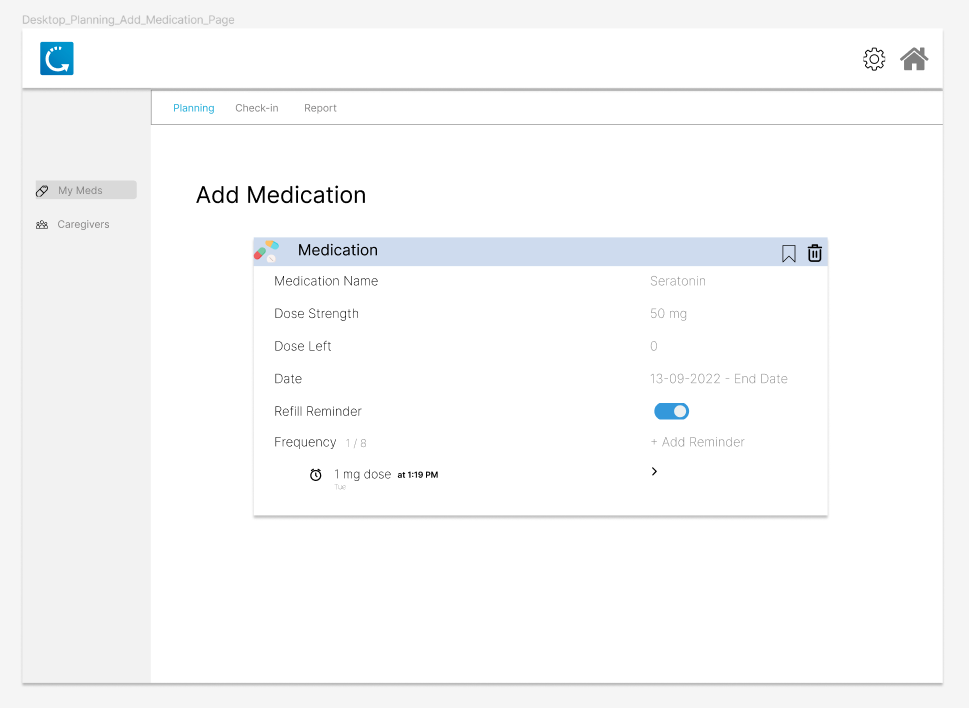 Desktop_Planning_Add_Medication_Page
Planning Check-in Report
My Meds
Caregivers
Add Medication
Medication
Medication Name Seratonin
Dose Strength 50 mg
Dose Left 0
Date 13-09-2022 - End Date
Refill Reminder
Frequency 1 / 8 + Add Reminder
1 mg dose at 1:19 PM
Tue